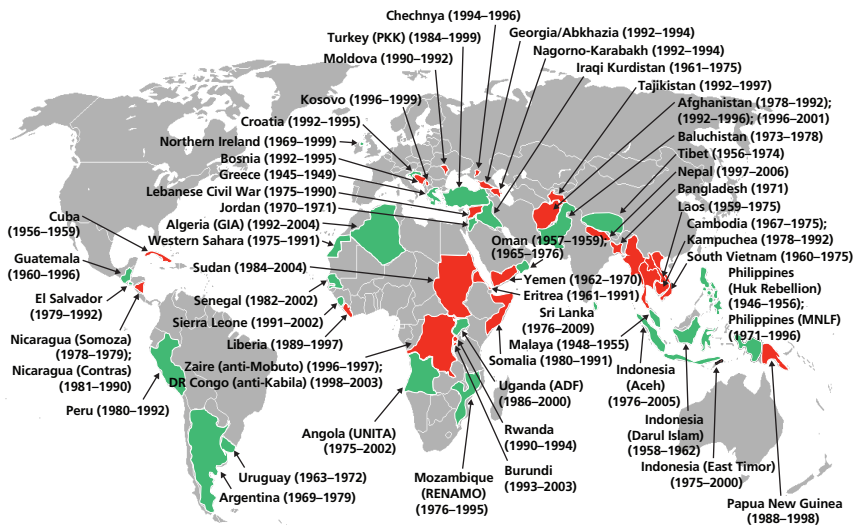 Chechnya (1994–1996)
Turkey (PKK) (1984–1999)
Georgia/Abkhazia (1992–1994)
Moldova (1990–1992)
Nagorno-Karabakh (1992–1994)
Iraqi Kurdistan (1961–1975)
Tajikistan (1992–1997)
Kosovo (1996–1999)
Afghanistan (1978–1992);
(1992–1996); (1996–2001)
Croatia (1992–1995)
Baluchistan (1973–1978)
Northern Ireland (1969–1999)
Tibet (1956–1974)
Bosnia (1992–1995)
Nepal (1997–2006)
Greece (1945–1949)
Bangladesh (1971)
Lebanese Civil War (1975–1990)
Laos (1959–1975)
Jordan (1970–1971)
Cuba
(1956–1959)
Algeria (GIA) (1992–2004)
Cambodia (1967–1975);
Kampuchea (1978–1992)
Western Sahara (1975–1991)
Oman (1957–1959);
(1965–1976)
South Vietnam (1960–1975)
Guatemala
(1960–1996)
Sudan (1984–2004)
Yemen (1962–1970)
Philippines
(Huk Rebellion)
(1946–1956);
Philippines (MNLF)
(1971–1996)
El Salvador
(1979–1992)
Senegal (1982–2002)
Eritrea (1961–1991)
Sri Lanka
(1976–2009)
Sierra Leone (1991–2002)
Liberia (1989–1997)
Malaya (1948–1955)
Somalia (1980–1991)
Nicaragua (Somoza)
(1978–1979);
Nicaragua (Contras)
(1981–1990)
Zaire (anti-Mobuto) (1996–1997);
DR Congo (anti-Kabila) (1998–2003)
Indonesia
(Aceh)
(1976–2005)
Uganda (ADF)
(1986–2000)
Peru (1980–1992)
Indonesia
(Darul Islam)
(1958–1962)
Angola (UNITA)
(1975–2002)
Rwanda
(1990–1994)
Indonesia (East Timor)
(1975–2000)
Burundi
(1993–2003)
Uruguay (1963–1972)
Mozambique
(RENAMO)
(1976–1995)
Argentina (1969–1979)
Papua New Guinea
(1988–1998)